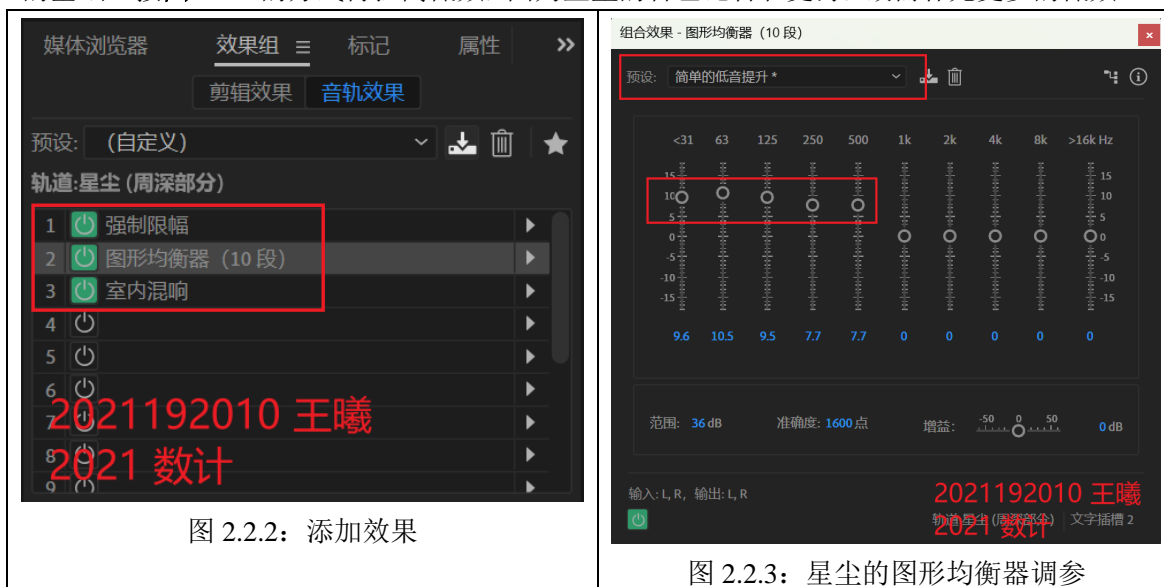 媒体浏览器 效果组 标记 属性
剪辑效果 音轨效果
预设: (自定义)
轨道:星尘 (周深部分)
1 强制限幅
2 图形均衡器（10 段）
3 室内混响
4
5
6
7
8
9
2021192010 王曦
2021 数计
图 2.2.2：添加效果
组合效果 - 图形均衡器（10 段）
预设: 简单的低音提升 *
<31 63 125 250 500 1k 2k 4k 8k >16k Hz
15 15
10 10
5 5
0 0
-5 -5
-10 -10
-15 -15
9.6 10.5 9.5 7.7 7.7 0 0 0 0 0
范围: 36 dB 准确度: 1600 点 增益: -50 0 50 0 dB
输入: L, R, 输出: L, R
2021192010 王曦
轨道:星尘 (周深部分) 文字插槽 2
2021 数计
图 2.2.3：星尘的图形均衡器调参